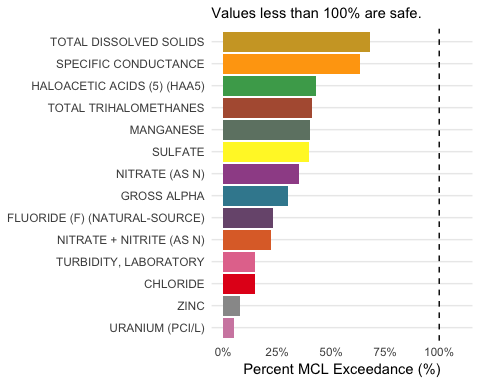 Values less than 100% are safe.
TOTAL DISSOLVED SOLIDS
SPECIFIC CONDUCTANCE
HALOACETIC ACIDS (5) (HAA5)
TOTAL TRIHALOMETHANES
MANGANESE
SULFATE
NITRATE (AS N)
GROSS ALPHA
FLUORIDE (F) (NATURAL-SOURCE)
NITRATE + NITRITE (AS N)
TURBIDITY, LABORATORY
CHLORIDE
ZINC
URANIUM (PCI/L)
0% 25% 50% 75% 100%
Percent MCL Exceedance (%)